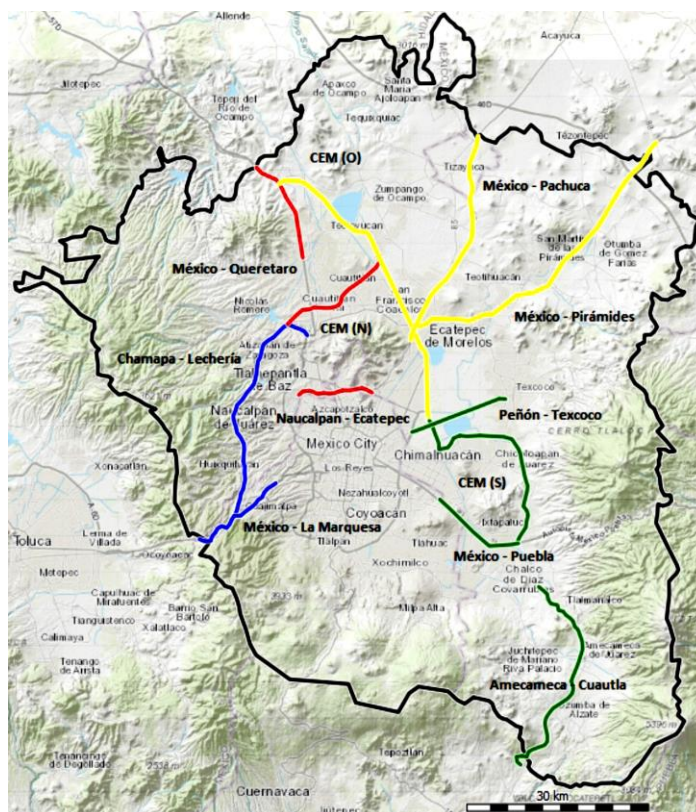 Allende
Acayuca
Jilotepec
Tepeji del
Río de
Ocampo
Apaxco
de Ocampo
Santa
María
Ajoloapan
Tequixquiac
Tezontepec
CEM (O)
Tizayuca
México - Pachuca
Zumpango
de Ocampo
Teoloyucan
San Martín
de las
Pirámides
Otumba
de Gómez
Farías
México - Queretaro
Cuautitlán
Teotihuacán
Nicolás
Romero
Cuautitlán
San
Francisco
Coacalco
México - Pirámides
CEM (N)
Ecatepec
de Morelos
Chamapa - Lechería
Atizapán de
Zaragoza
Tlalnepantla
de Baz
Texcoco
Naucalpan
de Juárez
Azcapotzalco
Naucalpan - Ecatepec
Peñón - Texcoco
CERRO TLALOC
Mexico City
Chimalhuacán
Chicoloapan
de Juárez
Xonacatlán
Huixquilucan
Los Reyes
CEM (S)
Nezahualcoyotl
Cuajimalpa
Coyoacán
Ixtapaluca
México - La Marquesa
Toluca
Lerma de
Villada
Tlalpan
Tláhuac
México - Puebla
Xochimilco
Chalco
de Díaz
Covarrubias
Metepec
Capulhuac de
Mirafuentes
Tlalmanalco
Milpa Alta
Tianguistenco
Barrio San
Bartolo
Xalatlaco
Calimaya
Juchitepec
de Mariano
Riva Palacio
Amecameca
de Juárez
Tenango
de Arista
Amecameca - Cuautla
Ozumba de
Alzate
Tepoztlán
Tenancingo
de Degollado
Cuernavaca
30 km